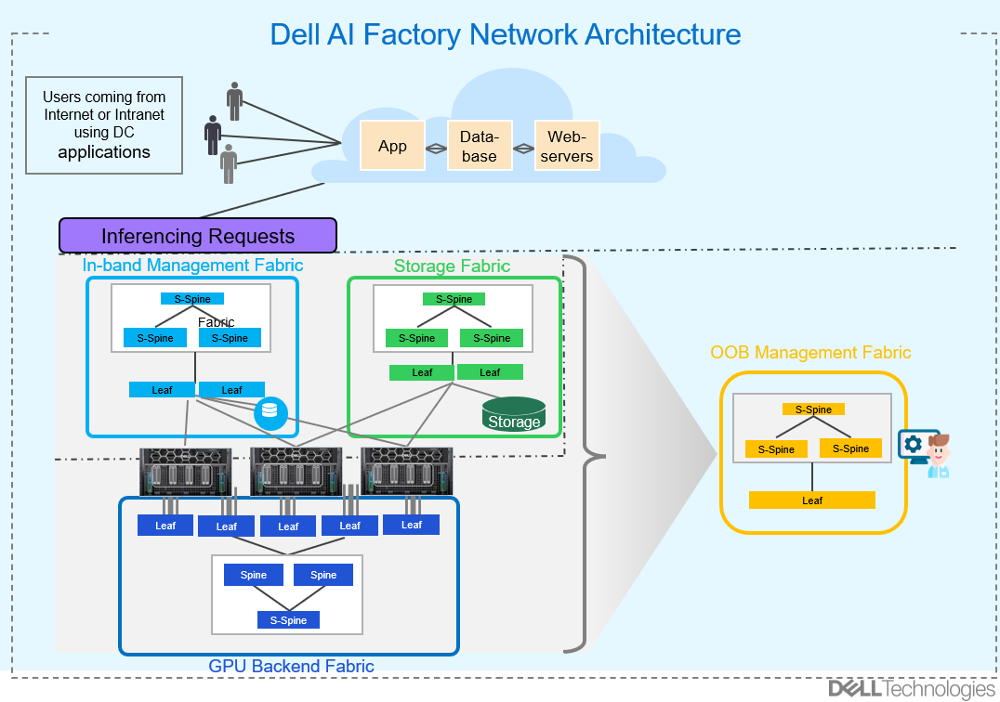 Dell AI Factory Network Architecture
Users coming from
Internet or Intranet
using DC
applications
App
Data-
base
Web-
servers
Inferencing Requests
In-band Management Fabric
S-Spine
Fabric
S-Spine
S-Spine
Leaf
Leaf
Storage Fabric
S-Spine
S-Spine
S-Spine
Leaf
Leaf
Storage
OOB Management Fabric
S-Spine
S-Spine
S-Spine
Leaf
Leaf
Leaf
Leaf
Leaf
Leaf
Spine
Spine
S-Spine
GPU Backend Fabric
DELL Technologies